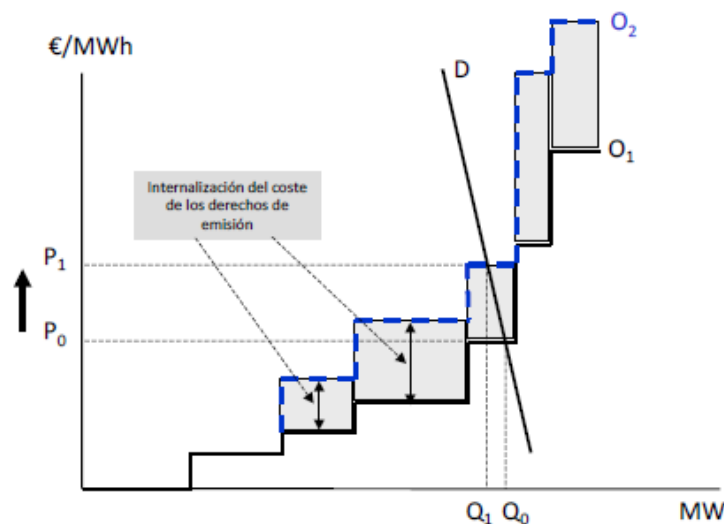 €/MWh
D
O2
O1
Internalización del coste
de los derechos de
emisión
P1
P0
Q1 Q0
MW